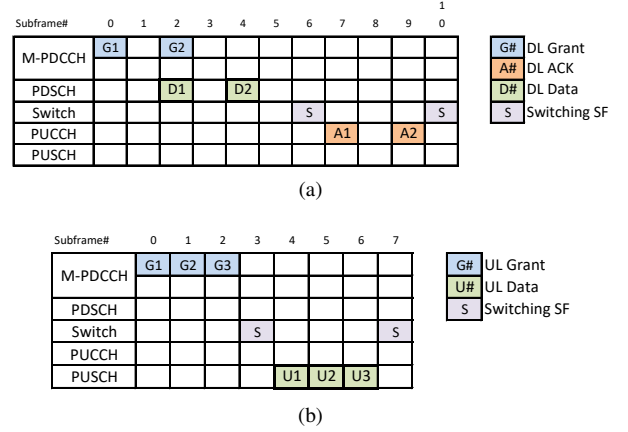 Subframe# 0 1 2 3 4 5 6 7 8 9 10
M-PDCCH G1 G2
PDSCH D1 D2
Switch S S
PUCCH A1 A2
PUSCH
G# DL Grant
A# DL ACK
D# DL Data
S Switching SF
(a)
Subframe# 0 1 2 3 4 5 6 7
M-PDCCH G1 G2 G3
PDSCH
Switch S S
PUCCH
PUSCH U1 U2 U3
G# UL Grant
U# UL Data
S Switching SF
(b)